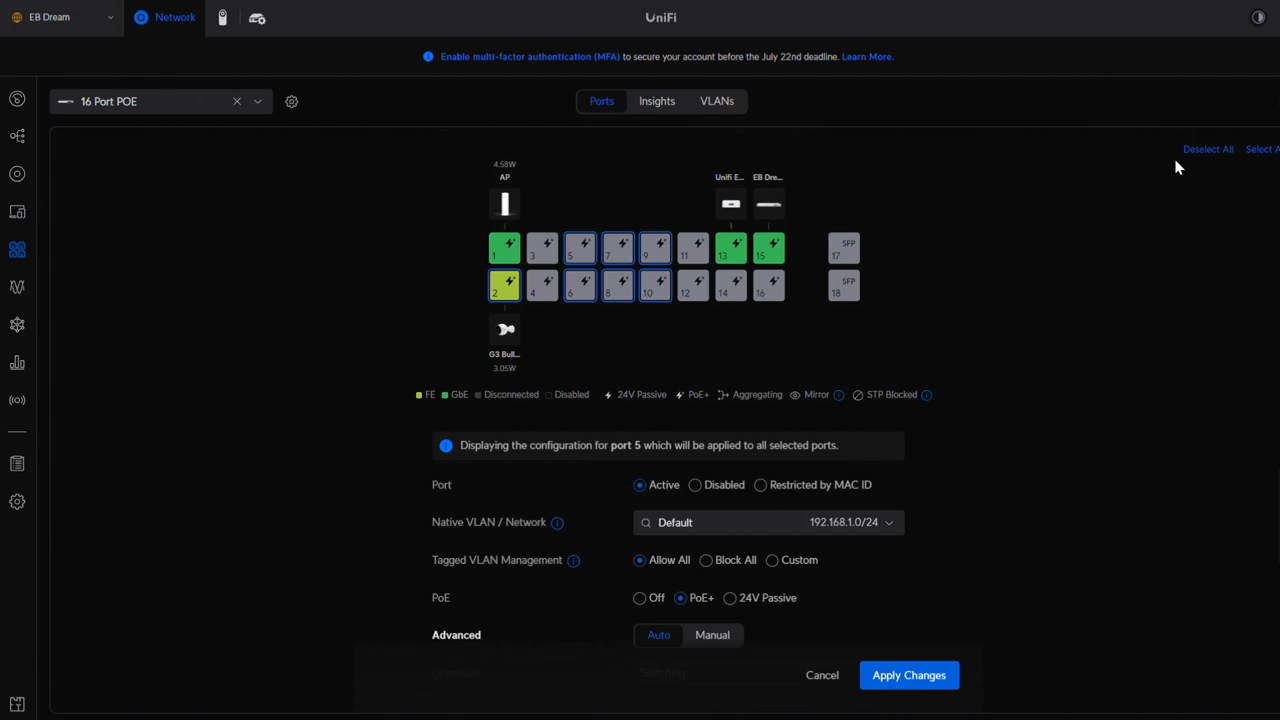 EB Dream
Network
UniFi
Enable multi-factor authentication (MFA) to secure your account before the July 22nd deadline. Learn More.
16 Port POE
Ports
Insights
VLANs
Deselect All
Select A
4.58W
AP
Unifi E...
EB Dre...
1
3
5
7
9
11
13
15
SFP
17
2
4
6
8
10
12
14
16
SFP
18
G3 Bull...
3.05W
FE
GbE
Disconnected
Disabled
24V Passive
PoE+
Aggregating
Mirror
STP Blocked
Displaying the configuration for port 5 which will be applied to all selected ports.
Port
Active
Disabled
Restricted by MAC ID
Native VLAN / Network
Default
192.168.1.0/24
Tagged VLAN Management
Allow All
Block All
Custom
PoE
Off
PoE+
24V Passive
Advanced
Auto
Manual
Switching
Cancel
Apply Changes